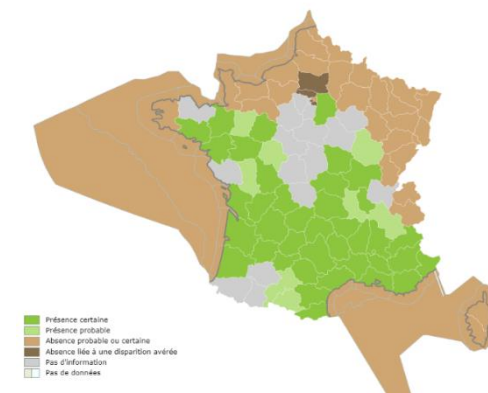 Présence certaine
Présence probable
Absence probable ou certaine
Absence liée à une disparition avérée
Pas d'information
Pas de données